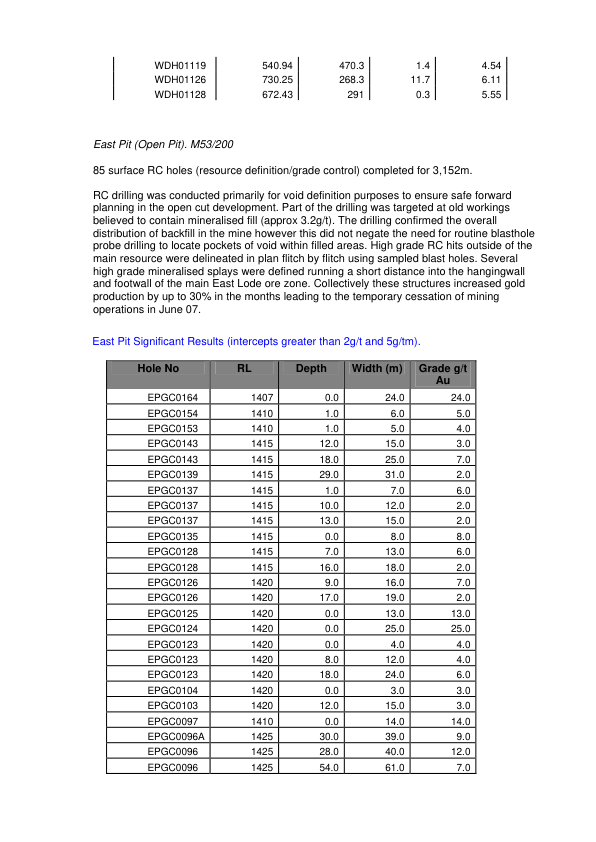 WDH01119 540.94 470.3 1.4 4.54
WDH01126 730.25 268.3 11.7 6.11
WDH01128 672.43 291 0.3 5.55
East Pit (Open Pit). M53/200
85 surface RC holes (resource definition/grade control) completed for 3,152m.
RC drilling was conducted primarily for void definition purposes to ensure safe forward
planning in the open cut development. Part of the drilling was targeted at old workings
believed to contain mineralised fill (approx 3.2g/t). The drilling confirmed the overall
distribution of backfill in the mine however this did not negate the need for routine blasthole
probe drilling to locate pockets of void within filled areas. High grade RC hits outside of the
main resource were delineated in plan flitch by flitch using sampled blast holes. Several
high grade mineralised splays were defined running a short distance into the hangingwall
and footwall of the main East Lode ore zone. Collectively these structures increased gold
production by up to 30% in the months leading to the temporary cessation of mining
operations in June 07.
East Pit Significant Results (intercepts greater than 2g/t and 5g/tm).
Hole No RL Depth Width (m) Grade g/t
Au
EPGC0164 1407 0.0 24.0 24.0
EPGC0154 1410 1.0 6.0 5.0
EPGC0153 1410 1.0 5.0 4.0
EPGC0143 1415 12.0 15.0 3.0
EPGC0143 1415 18.0 25.0 7.0
EPGC0139 1415 29.0 31.0 2.0
EPGC0137 1415 1.0 7.0 6.0
EPGC0137 1415 10.0 12.0 2.0
EPGC0137 1415 13.0 15.0 2.0
EPGC0135 1415 0.0 8.0 8.0
EPGC0128 1415 7.0 13.0 6.0
EPGC0128 1415 16.0 18.0 2.0
EPGC0126 1420 9.0 16.0 7.0
EPGC0126 1420 17.0 19.0 2.0
EPGC0125 1420 0.0 13.0 13.0
EPGC0124 1420 0.0 25.0 25.0
EPGC0123 1420 0.0 4.0 4.0
EPGC0123 1420 8.0 12.0 4.0
EPGC0123 1420 18.0 24.0 6.0
EPGC0104 1420 0.0 3.0 3.0
EPGC0103 1420 12.0 15.0 3.0
EPGC0097 1410 0.0 14.0 14.0
EPGC0096A 1425 30.0 39.0 9.0
EPGC0096 1425 28.0 40.0 12.0
EPGC0096 1425 54.0 61.0 7.0